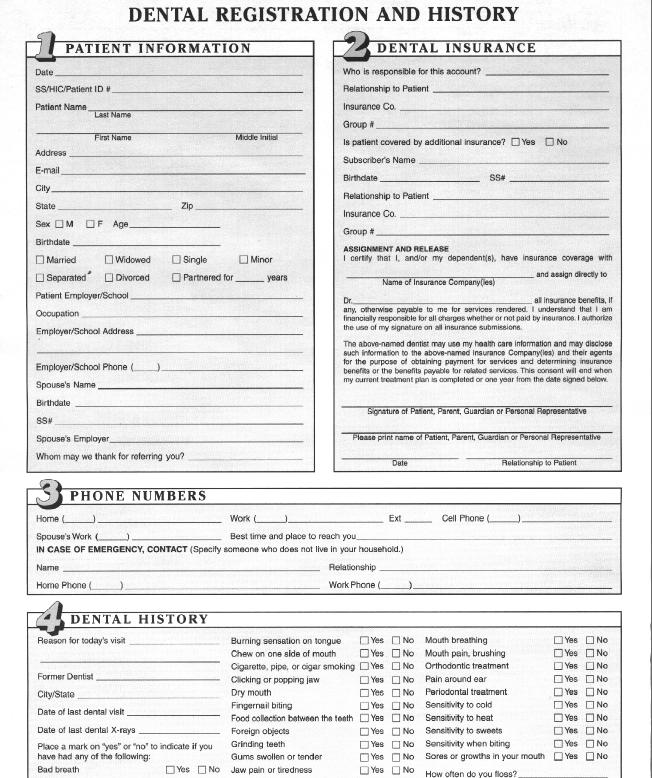 DENTAL REGISTRATION AND HISTORY
1 PATIENT INFORMATION
Date
SS/HIC/Patient ID #
Patient Name
Last Name
First Name Middle Initial
Address
E-mail
City
State Zip
Sex M F Age
Birthdate
Married Widowed Single Minor
Separated Divorced Partnered for years
Patient Employer/School
Occupation
Employer/School Address
Employer/School Phone ( )
Spouse's Name
Birthdate
SS#
Spouse's Employer
Whom may we thank for referring you?
2 DENTAL INSURANCE
Who is responsible for this account?
Relationship to Patient
Insurance Co.
Group #
Is patient covered by additional insurance? Yes No
Subscriber's Name
Birthdate SS#
Relationship to Patient
Insurance Co.
Group #
ASSIGNMENT AND RELEASE
I certify that I, and/or my dependent(s), have insurance coverage with
and assign directly to
Name of Insurance Company(ies)
Dr. all insurance benefits, if
any, otherwise payable to me for services rendered. I understand that I am
financially responsible for all charges whether or not paid by insurance. I authorize
the use of my signature on all insurance submissions.
The above-named dentist may use my health care information and may disclose
such information to the above-named Insurance Company(ies) and their agents
for the purpose of obtaining payment for services and determining insurance
benefits or the benefits payable for related services. This consent will end when
my current treatment plan is completed or one year from the date signed below.
Signature of Patient, Parent, Guardian or Personal Representative
Please print name of Patient, Parent, Guardian or Personal Representative
Date Relationship to Patient
3 PHONE NUMBERS
Home ( ) Work ( ) Ext Cell Phone ( )
Spouse's Work ( ) Best time and place to reach you
IN CASE OF EMERGENCY, CONTACT (Specify someone who does not live in your household.)
Name Relationship
Home Phone ( ) Work Phone ( )
4 DENTAL HISTORY
Reason for today's visit
Former Dentist
City/State
Date of last dental visit
Date of last dental X-rays
Place a mark on "yes" or "no" to indicate if you
have had any of the following:
Bad breath Yes No
Burning sensation on tongue Yes No
Chew on one side of mouth Yes No
Cigarette, pipe, or cigar smoking Yes No
Clicking or popping jaw Yes No
Dry mouth Yes No
Fingernail biting Yes No
Food collection between the teeth Yes No
Foreign objects Yes No
Grinding teeth Yes No
Gums swollen or tender Yes No
Jaw pain or tiredness Yes No
Mouth breathing Yes No
Mouth pain, brushing Yes No
Orthodontic treatment Yes No
Pain around ear Yes No
Periodontal treatment Yes No
Sensitivity to cold Yes No
Sensitivity to heat Yes No
Sensitivity to sweets Yes No
Sensitivity when biting Yes No
Sores or growths in your mouth Yes No
How often do you floss?